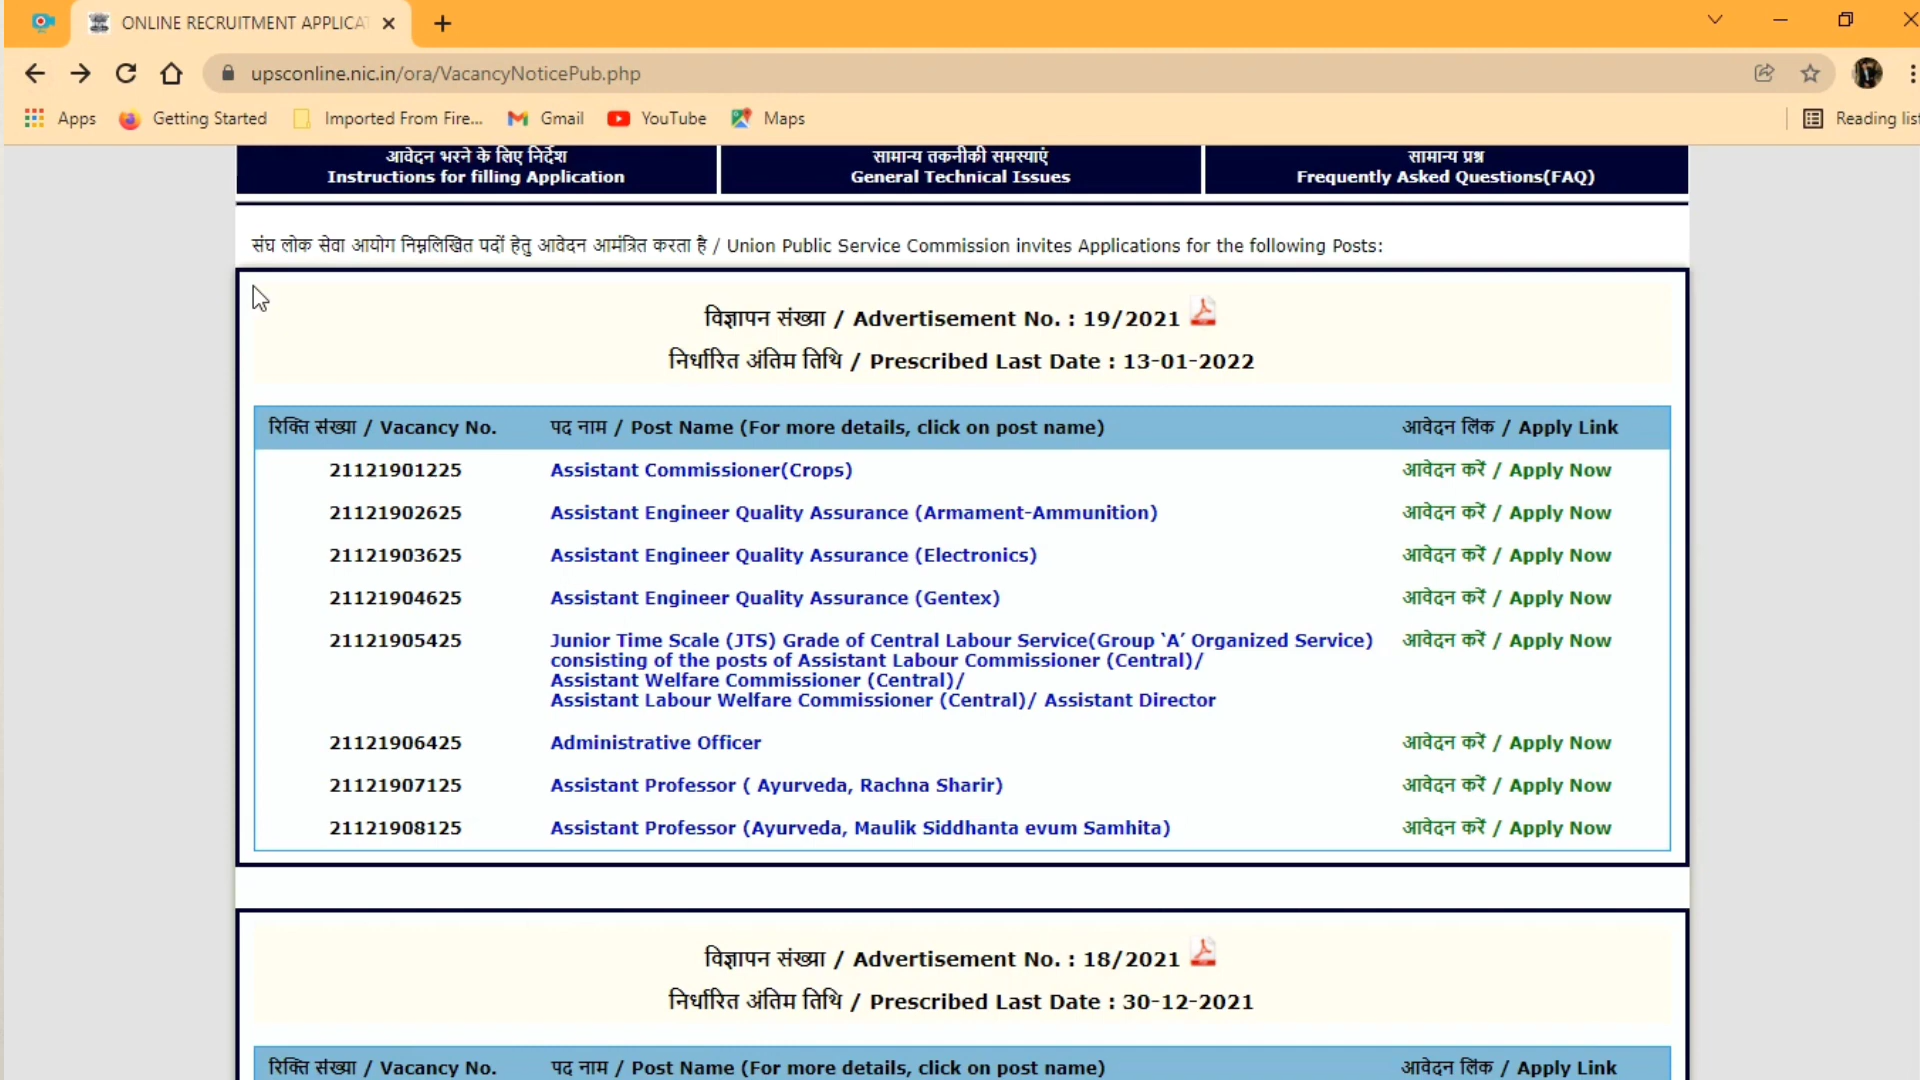 ONLINE RECRUITMENT APPLICAT
upsconline.nic.in/ora/VacancyNoticePub.php
Apps Getting Started Imported From Fire... Gmail YouTube Maps Reading list
आवेदन भरने के लिए निर्देश सामान्य तकनीकी समस्याएं सामान्य प्रश्न
Instructions for filling Application General Technical Issues Frequently Asked Questions(FAQ)
संघ लोक सेवा आयोग निम्नलिखित पदों हेतु आवेदन आमंत्रित करता है / Union Public Service Commission invites Applications for the following Posts:
विज्ञापन संख्या / Advertisement No. : 19/2021
निर्धारित अंतिम तिथि / Prescribed Last Date : 13-01-2022
रिक्ति संख्या / Vacancy No. पद नाम / Post Name (For more details, click on post name) आवेदन लिंक / Apply Link
21121901225 Assistant Commissioner(Crops) आवेदन करें / Apply Now
21121902625 Assistant Engineer Quality Assurance (Armament-Ammunition) आवेदन करें / Apply Now
21121903625 Assistant Engineer Quality Assurance (Electronics) आवेदन करें / Apply Now
21121904625 Assistant Engineer Quality Assurance (Gentex) आवेदन करें / Apply Now
21121905425 Junior Time Scale (JTS) Grade of Central Labour Service(Group ‘A’ Organized Service) आवेदन करें / Apply Now
consisting of the posts of Assistant Labour Commissioner (Central)/
Assistant Welfare Commissioner (Central)/
Assistant Labour Welfare Commissioner (Central)/ Assistant Director
21121906425 Administrative Officer आवेदन करें / Apply Now
21121907125 Assistant Professor ( Ayurveda, Rachna Sharir) आवेदन करें / Apply Now
21121908125 Assistant Professor (Ayurveda, Maulik Siddhanta evum Samhita) आवेदन करें / Apply Now
विज्ञापन संख्या / Advertisement No. : 18/2021
निर्धारित अंतिम तिथि / Prescribed Last Date : 30-12-2021
रिक्ति संख्या / Vacancy No. पद नाम / Post Name (For more details, click on post name) आवेदन लिंक / Apply Link